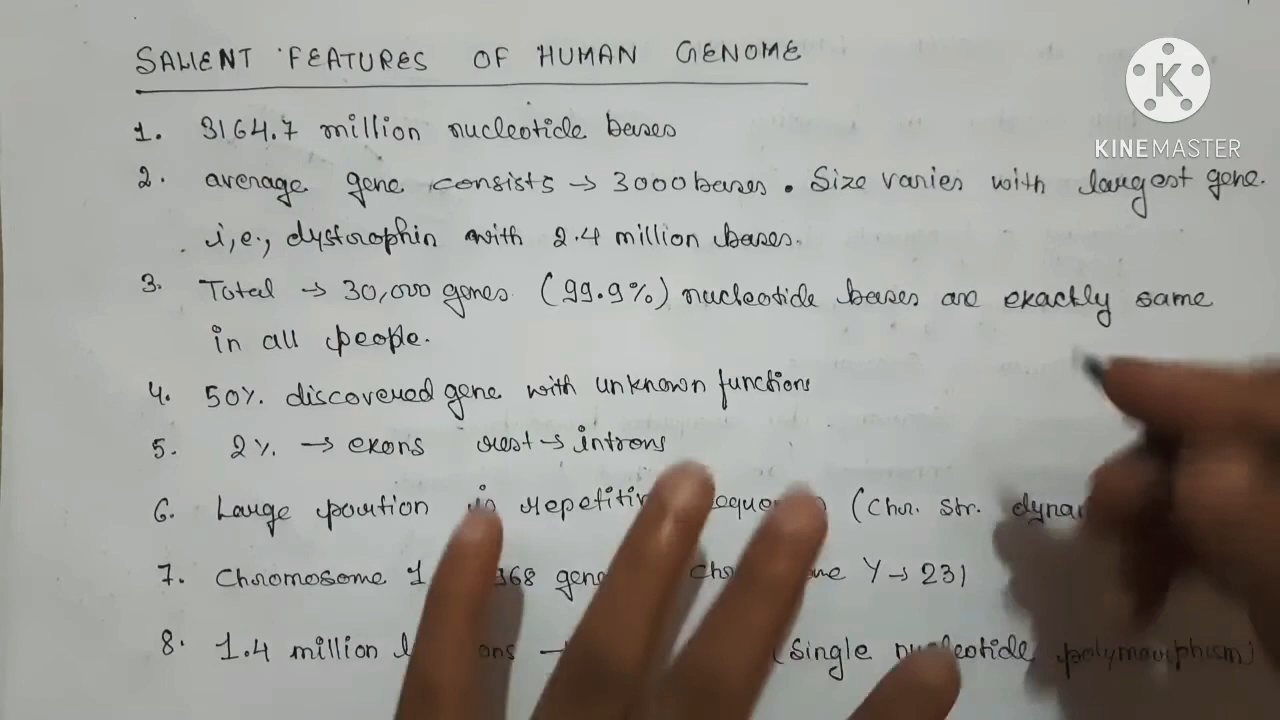 SALIENT FEATURES OF HUMAN GENOME
KINEMASTER
1. 3164.7 million nucleotide bases
2. average gene consists → 3000 bases. Size varies with largest gene.
i,e., dystrophin with 2.4 million bases.
3. Total → 30,000 genes (99.9%) nucleotide bases are exactly same
in all people.
4. 50% discovered gene with unknown functions
5. 2% → exons rest → introns
6. Large portion is (Chr. Str.
7. Chromosome 1 Y → 231
8. 1.4 million → (single nucleotide polymorphism)